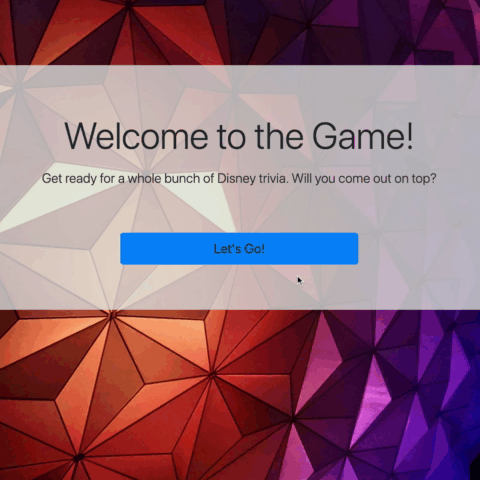 Welcome to the Game!
Get ready for a whole bunch of Disney trivia. Will you come out on top?
Let's Go!